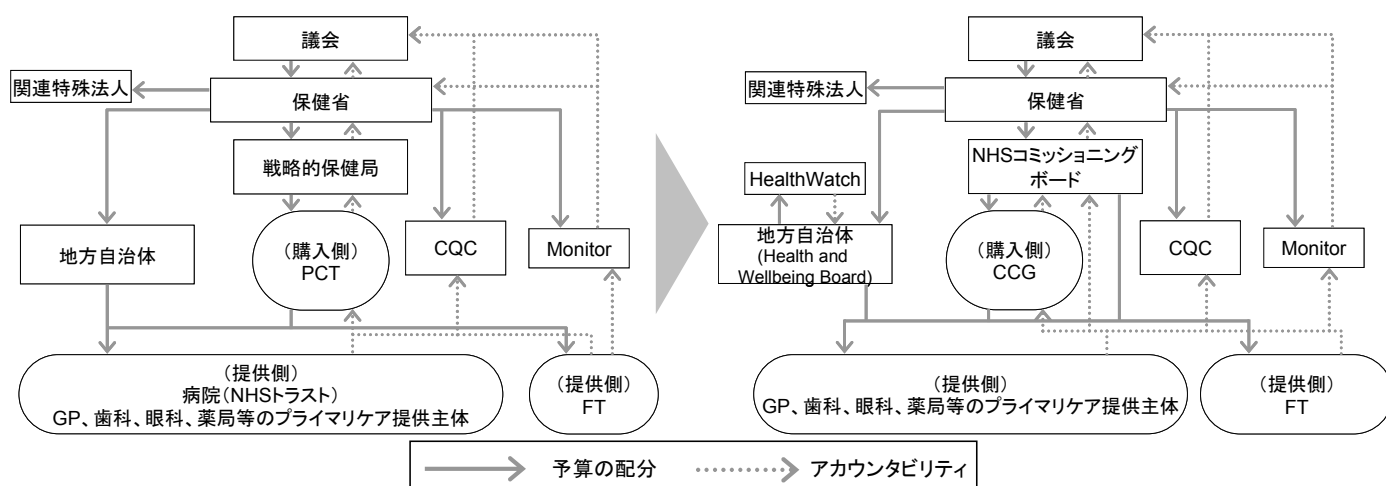 議会
関連特殊法人
保健省
戦略的保健局
地方自治体
（購入側）
PCT
CQC
Monitor
（提供側）
病院（NHSトラスト）
GP、歯科、眼科、薬局等のプライマリケア提供主体
（提供側）
FT
議会
関連特殊法人
保健省
NHSコミッショニング
ボード
HealthWatch
地方自治体
(Health and
Wellbeing Board)
（購入側）
CCG
CQC
Monitor
（提供側）
GP、歯科、眼科、薬局等のプライマリケア提供主体
（提供側）
FT
予算の配分
アカウンタビリティ